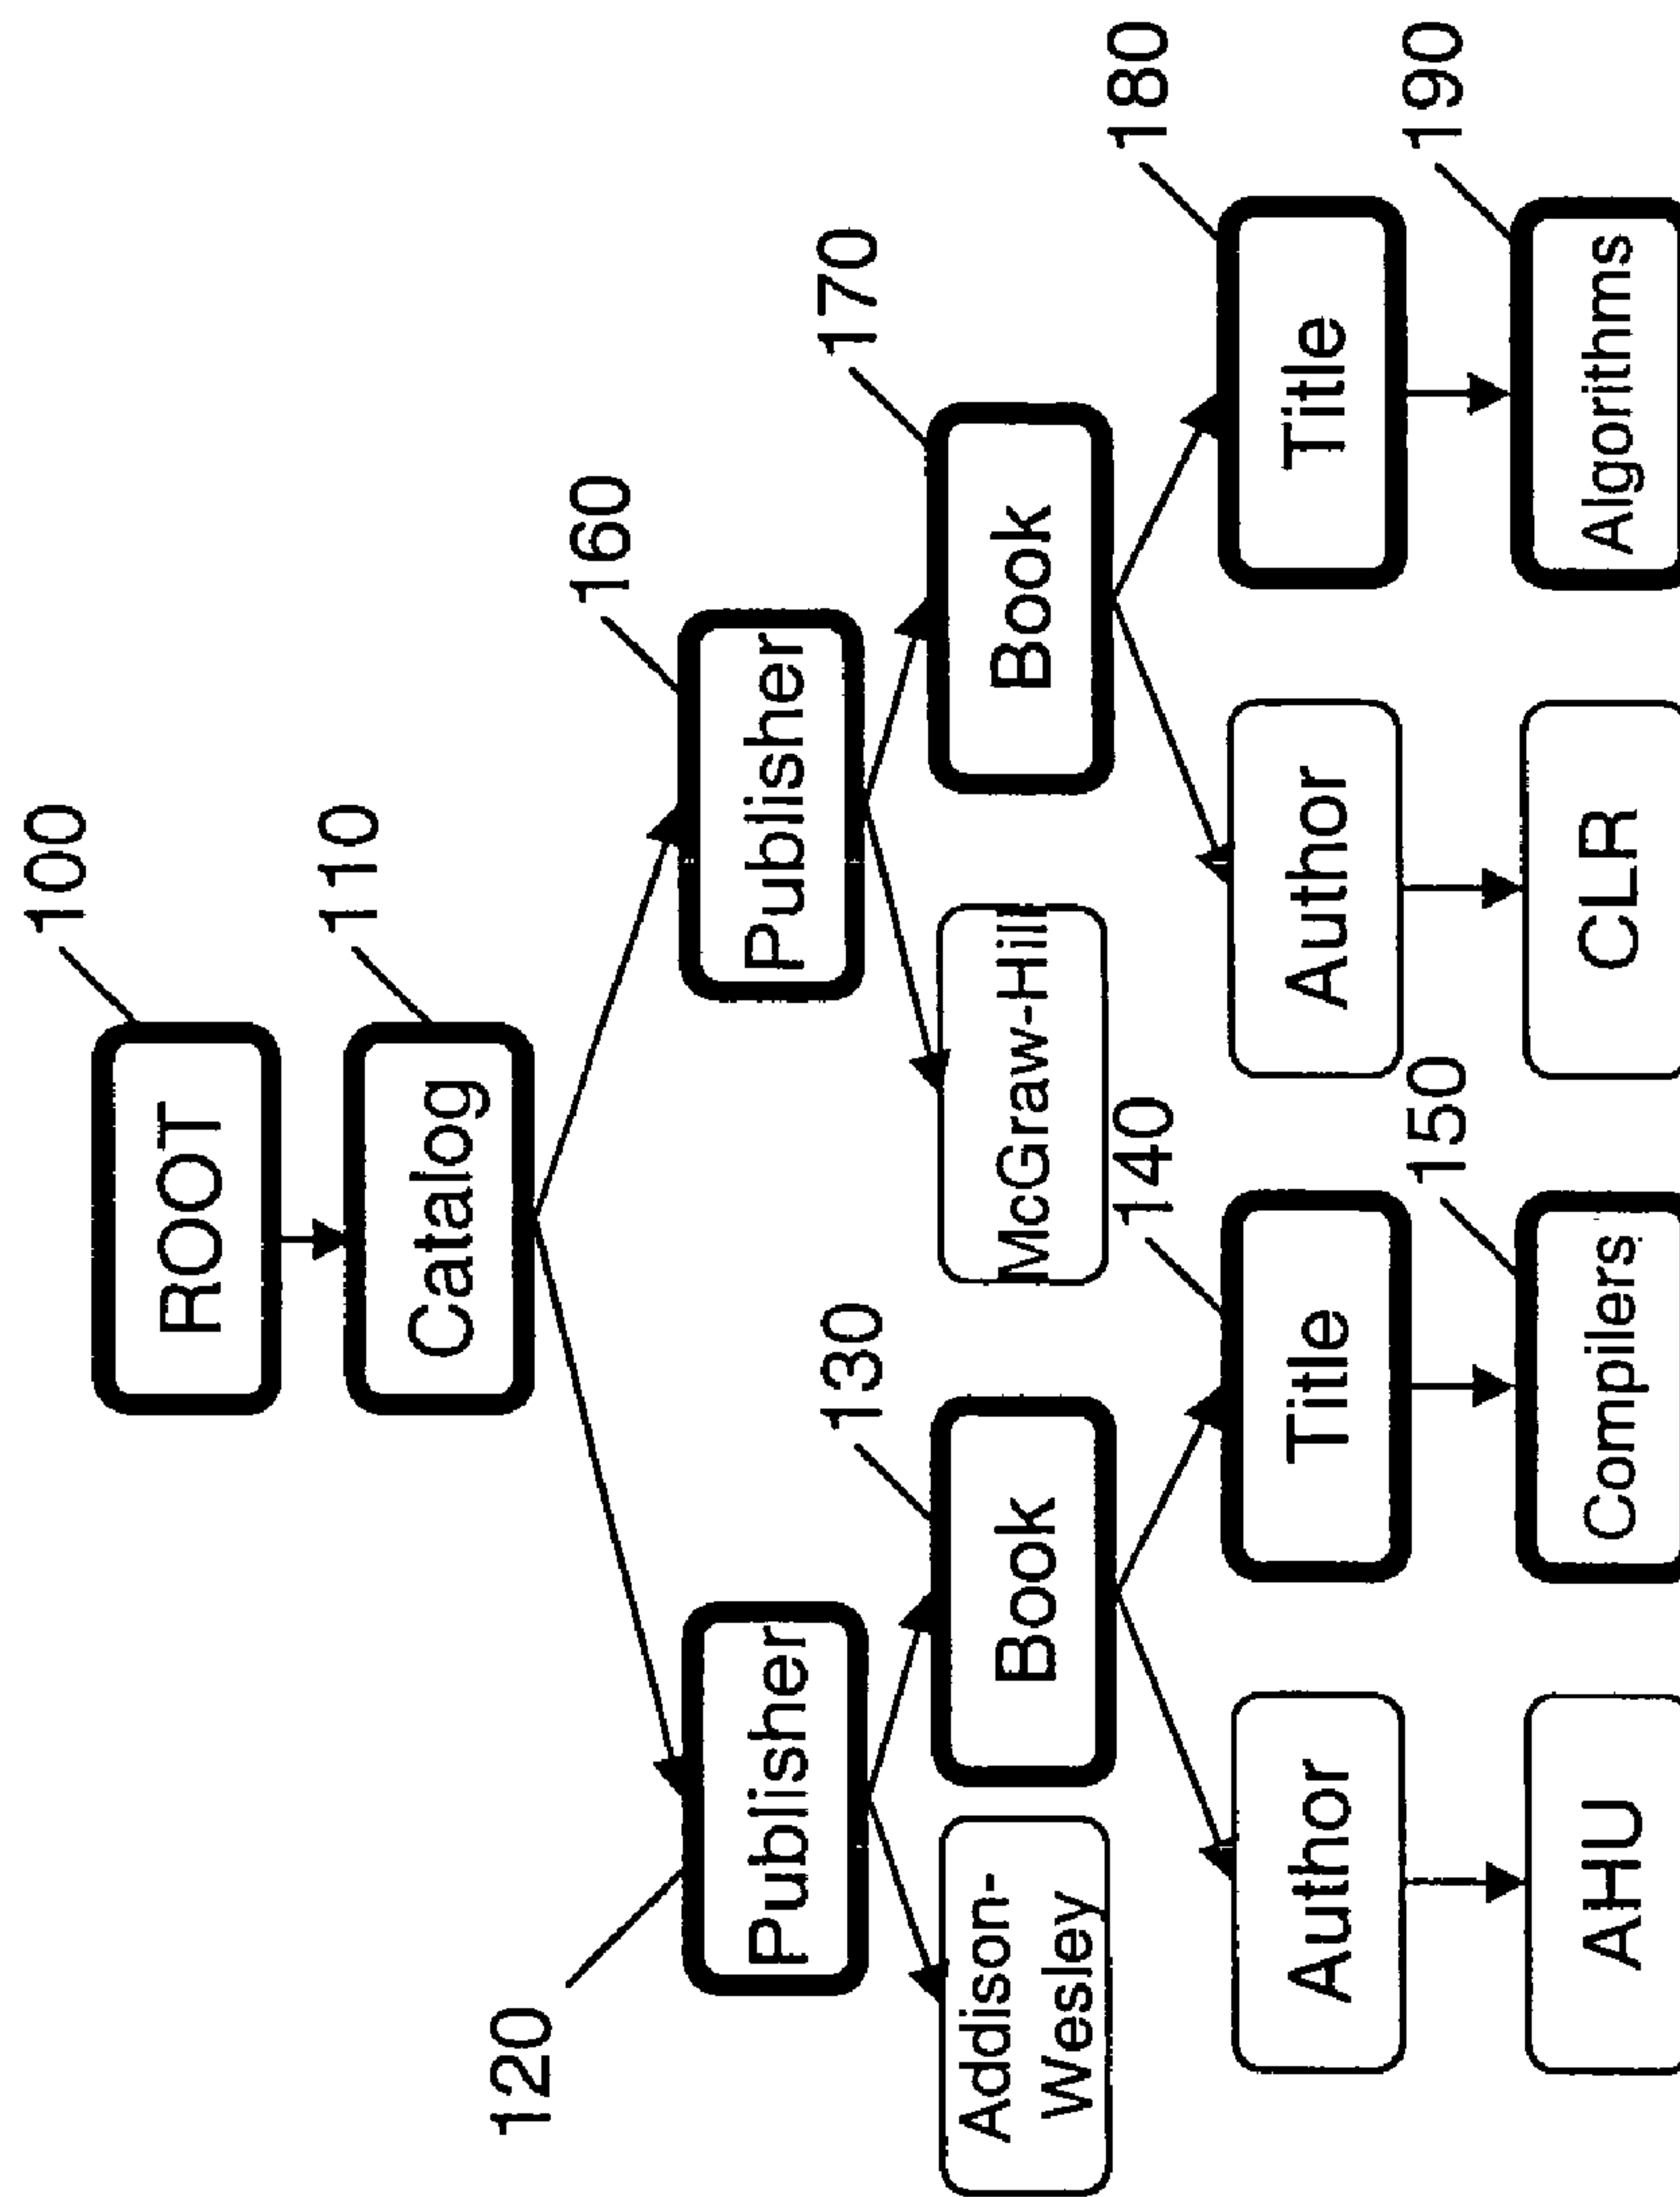 100
ROOT
110
Catalog
120
Publisher
160
Publisher
Addison-
Wesley
130
Book
McGraw-Hill
170
Book
Author
140
Title
Author
180
Title
AHU
150
Compilers
CLR
190
Algorithms